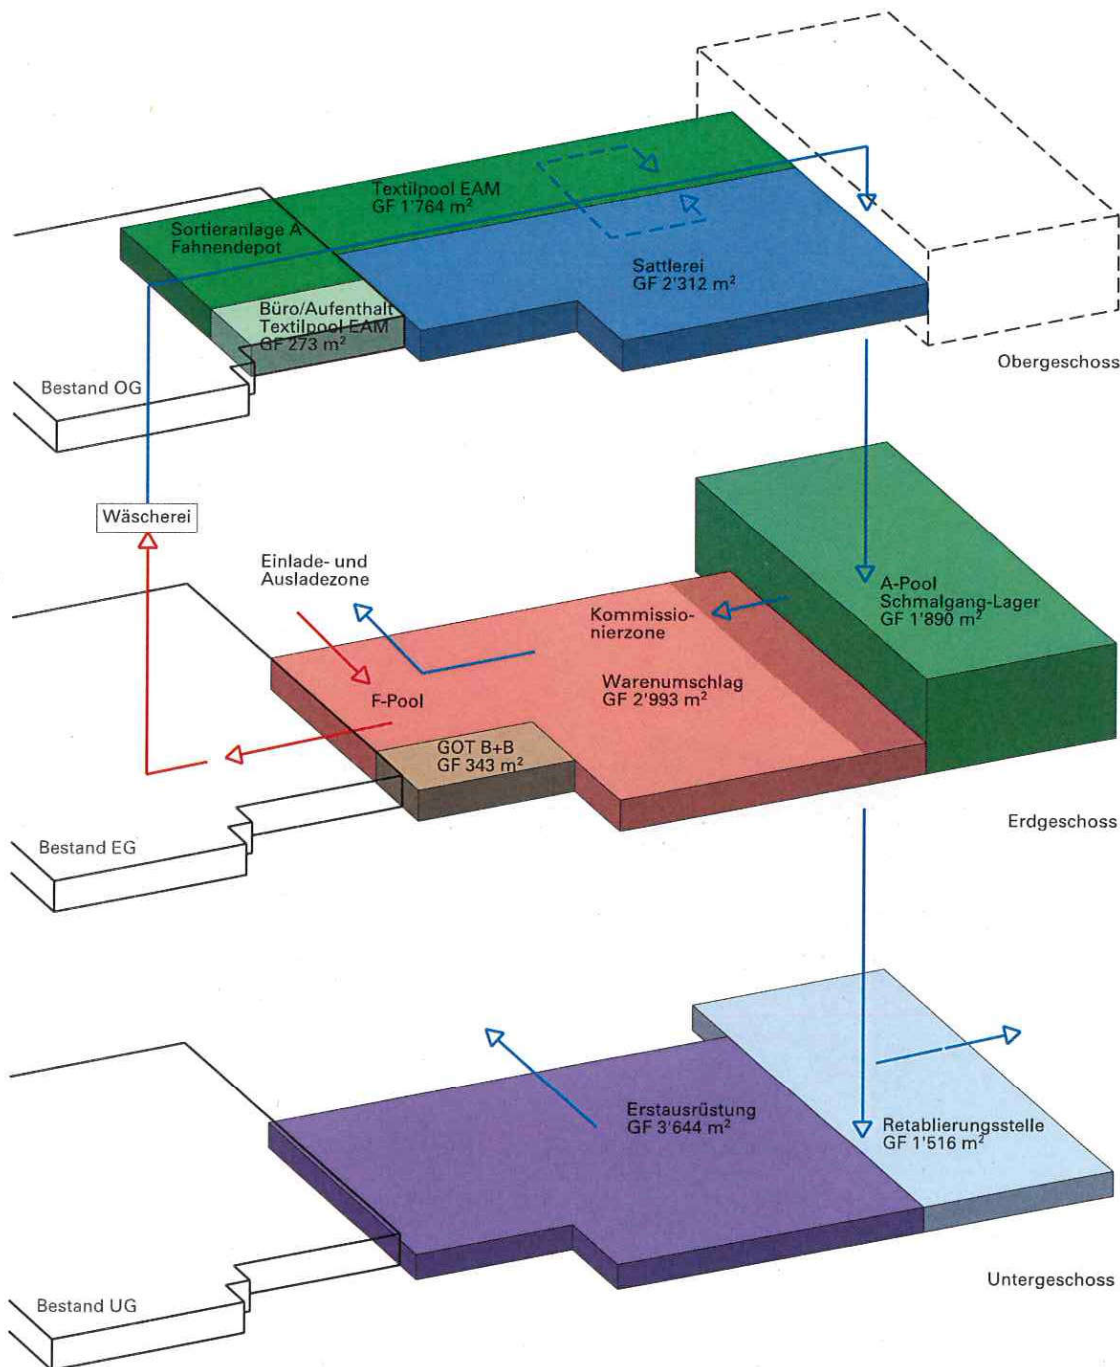 Textilpool EAM
GF 1'764 m²
Sortieranlage A
Fahnendepot
Sattlerei
GF 2'312 m²
Büro/Aufenthalt
Textilpool EAM
GF 273 m²
Obergeschoss
Bestand OG
Wäscherei
Einlade- und
Ausladezone
A-Pool
Schmalgang-Lager
GF 1'890 m²
Kommissio-
nierzone
Warenumschlag
GF 2'993 m²
F-Pool
GOT B+B
GF 343 m²
Erdgeschoss
Bestand EG
Erstausrüstung
GF 3'644 m²
Retablierungsstelle
GF 1'516 m²
Untergeschoss
Bestand UG